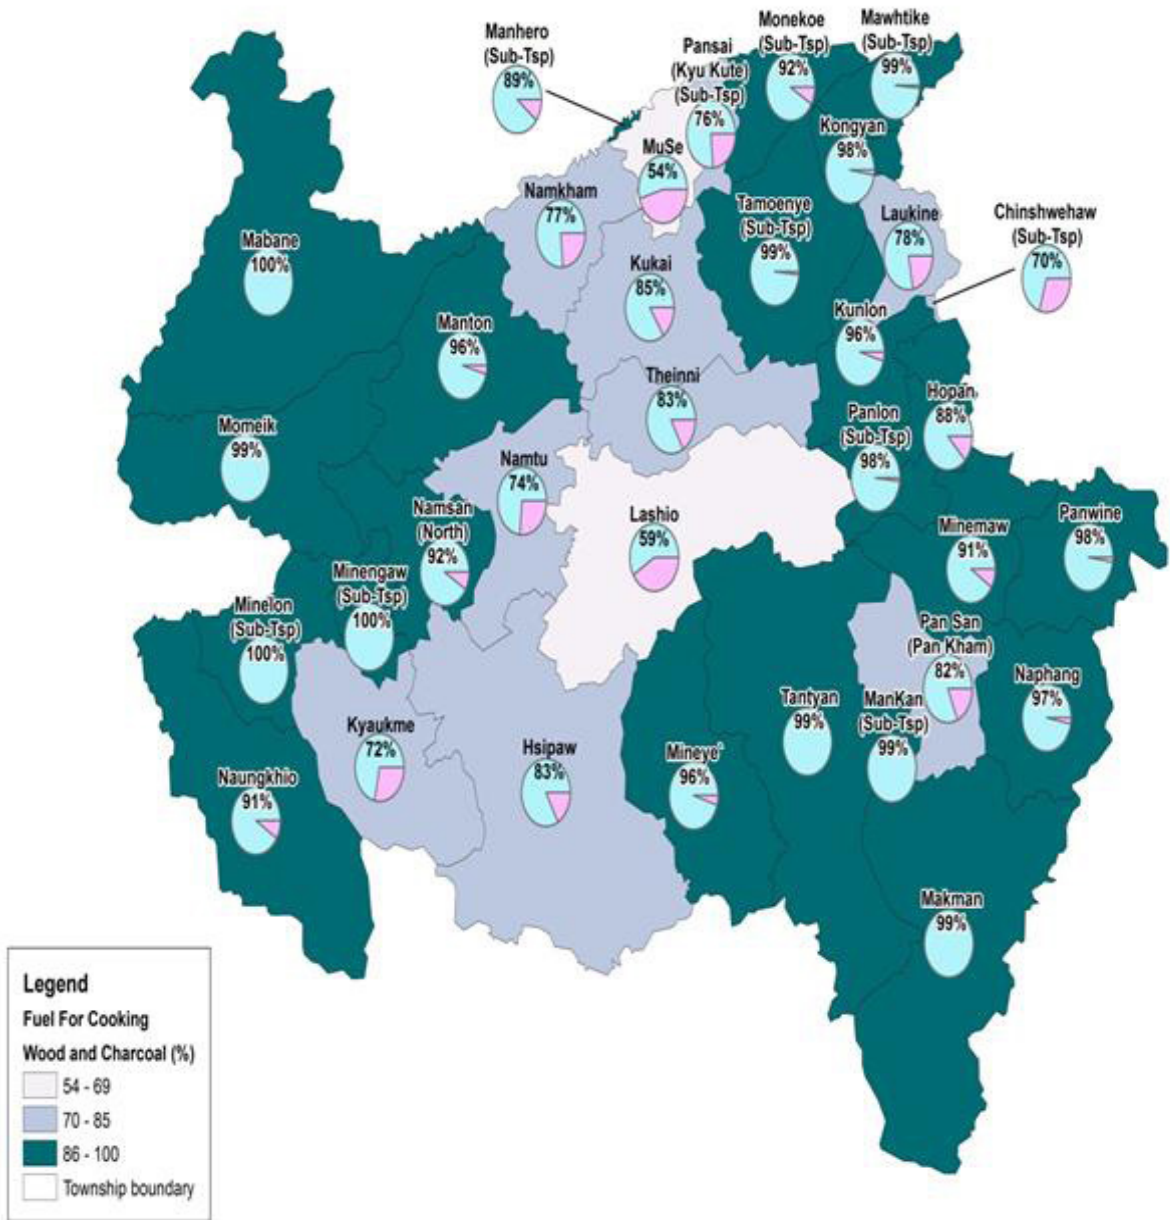 Manhero
(Sub-Tsp)
89%
Pansai
(Kyu Kute)
(Sub-Tsp)
76%
Monekoe
(Sub-Tsp)
92%
Mawhtike
(Sub-Tsp)
99%
MuSe
54%
Kongyan
98%
Namkham
77%
Tamoenye
(Sub-Tsp)
99%
Laukine
78%
Chinshwehaw
(Sub-Tsp)
70%
Mabane
100%
Kukai
85%
Manton
96%
Kunlon
96%
Theinni
83%
Hopan
88%
Momeik
99%
Panlon
(Sub-Tsp)
98%
Namtu
74%
Namsan
(North)
92%
Lashio
59%
Minemaw
91%
Panwine
98%
Minengaw
(Sub-Tsp)
100%
Minelon
(Sub-Tsp)
100%
Pan San
(Pan Kham)
82%
Naphang
97%
Tantyan
99%
ManKan
(Sub-Tsp)
99%
Kyaukme
72%
Hsipaw
83%
Mineye
96%
Naungkhio
91%
Makman
99%
Legend
Fuel For Cooking
Wood and Charcoal (%)
54 - 69
70 - 85
86 - 100
Township boundary